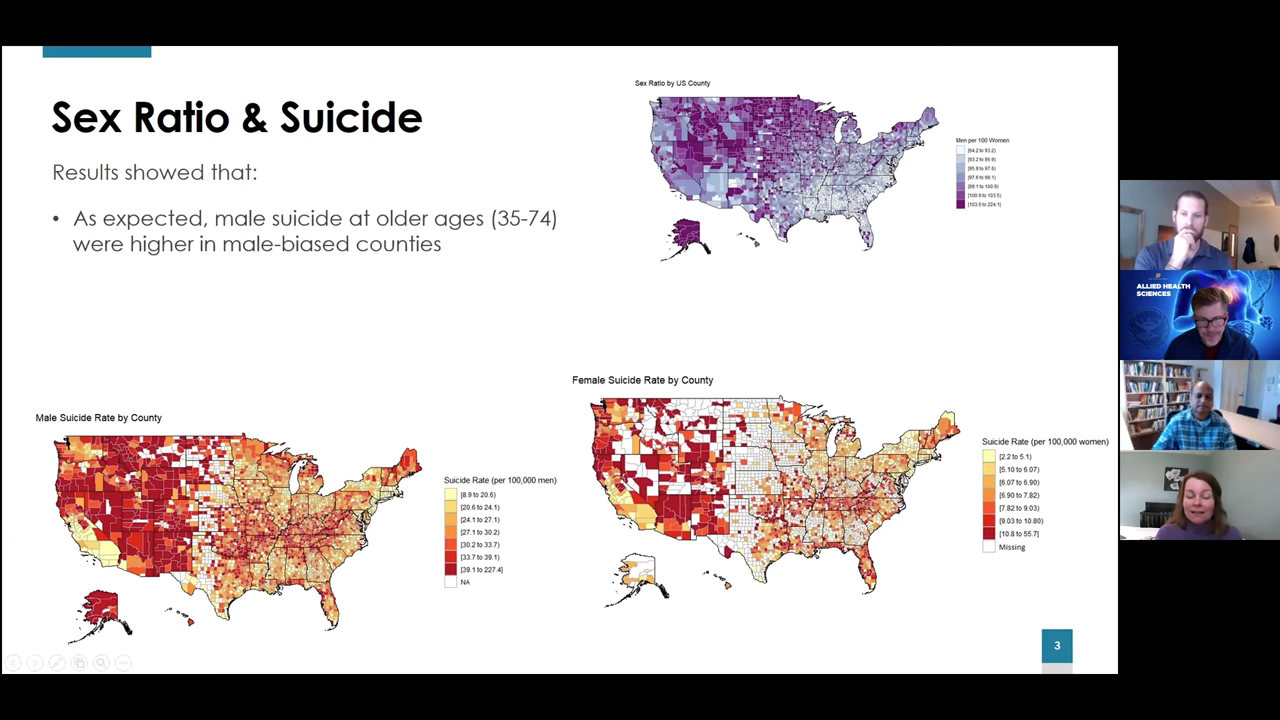 Sex Ratio & Suicide
Results showed that:
• As expected, male suicide at older ages (35-74)
were higher in male-biased counties
Sex Ratio by US County
Men per 100 Women
[64.2 to 93.2)
[93.2 to 95.9)
[95.9 to 97.6)
[97.6 to 99.1)
[99.1 to 100.9)
[100.9 to 103.5)
[103.5 to 224.1]
Male Suicide Rate by County
Suicide Rate (per 100,000 men)
[8.9 to 20.6)
[20.6 to 24.1)
[24.1 to 27.1)
[27.1 to 30.2)
[30.2 to 33.7)
[33.7 to 39.1)
[39.1 to 227.4]
NA
Female Suicide Rate by County
Suicide Rate (per 100,000 women)
[2.2 to 5.1)
[5.10 to 6.07)
[6.07 to 6.90)
[6.90 to 7.82)
[7.82 to 9.03)
[9.03 to 10.80)
[10.8 to 55.7]
Missing
3
ALLIED HEALTH
SCIENCES